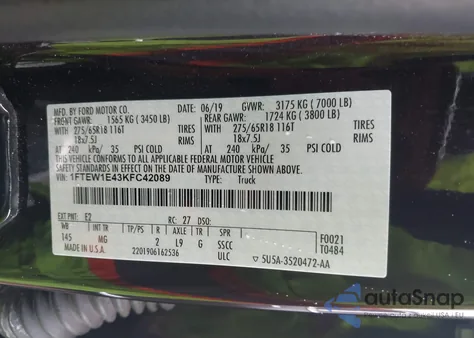 MFD. BY FORD MOTOR CO. 06/19 GVWR: 3175 KG ( 7000 LB)
FRONT GAWR: 1565 KG ( 3450 LB) REAR GAWR: 1724 KG ( 3800 LB)
WITH 275/65R18 116T TIRES WITH 275/65R18 116T TIRES
18x7.5J RIMS 18x7.5J RIMS
AT 240 kPa/ 35 PSI COLD AT 240 kPa/ 35 PSI COLD
THIS VEHICLE CONFORMS TO ALL APPLICABLE FEDERAL MOTOR VEHICLE
SAFETY STANDARDS IN EFFECT ON THE DATE OF MANUFACTURE SHOWN ABOVE.
VIN: 1FTEW1E43KFC42089 TYPE: Truck
EXT PNT: E2 RC: 27 DSO:
WB TR TP/PS R AXLE TR SPR F0021
145 MG 2 L9 G SSCC T0484
MADE IN U.S.A. ULC
2201906162536 5U5A-3520472-AA
autoSnap